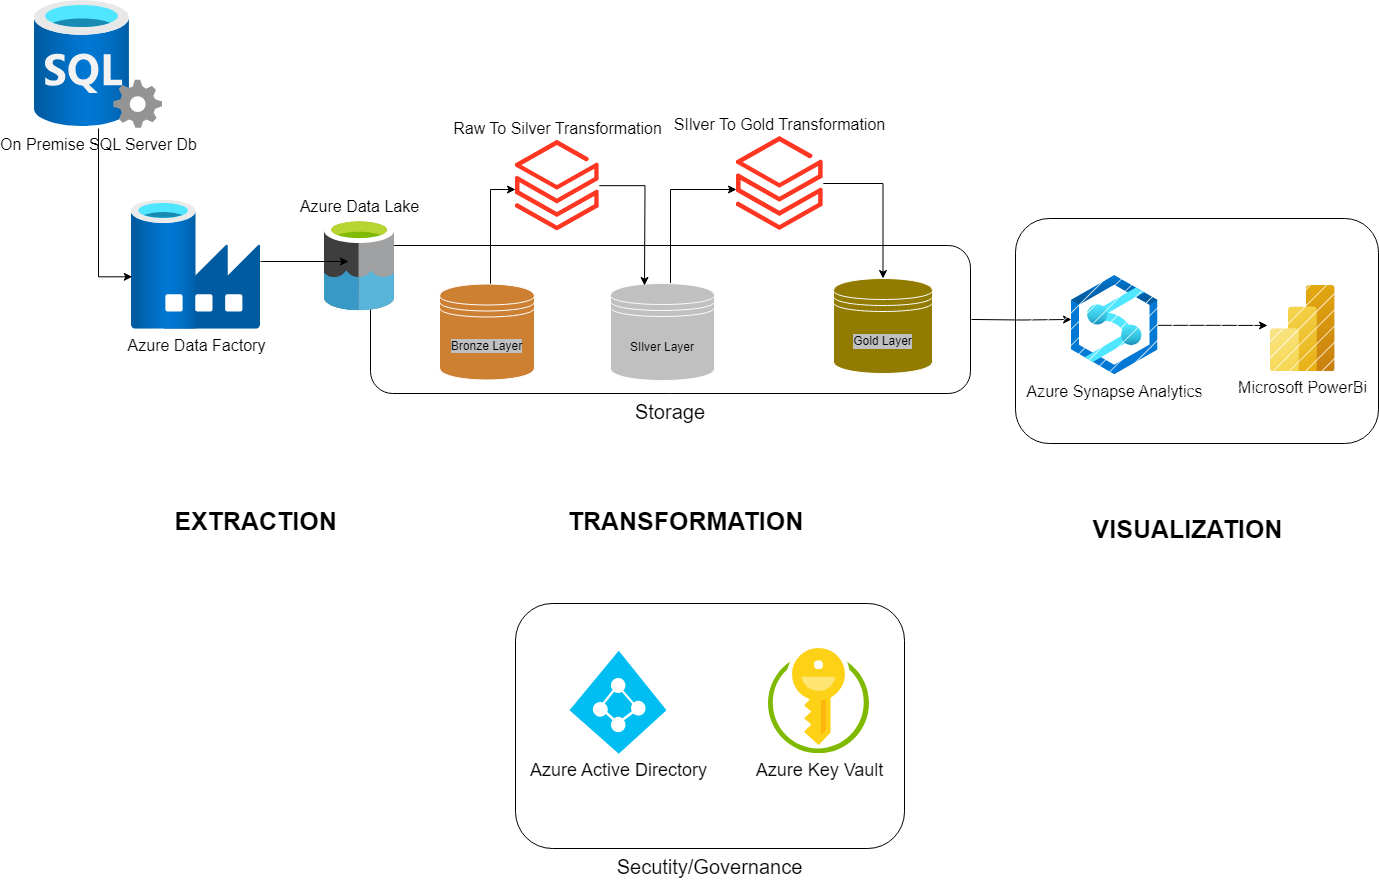 SQL
On Premise SQL Server Db
Raw To Silver Transformation
SIlver To Gold Transformation
Azure Data Lake
Azure Data Factory
Bronze Layer
SIlver Layer
Gold Layer
Storage
Azure Synapse Analytics
Microsoft PowerBi
EXTRACTION
TRANSFORMATION
VISUALIZATION
Azure Active Directory
Azure Key Vault
Secutity/Governance